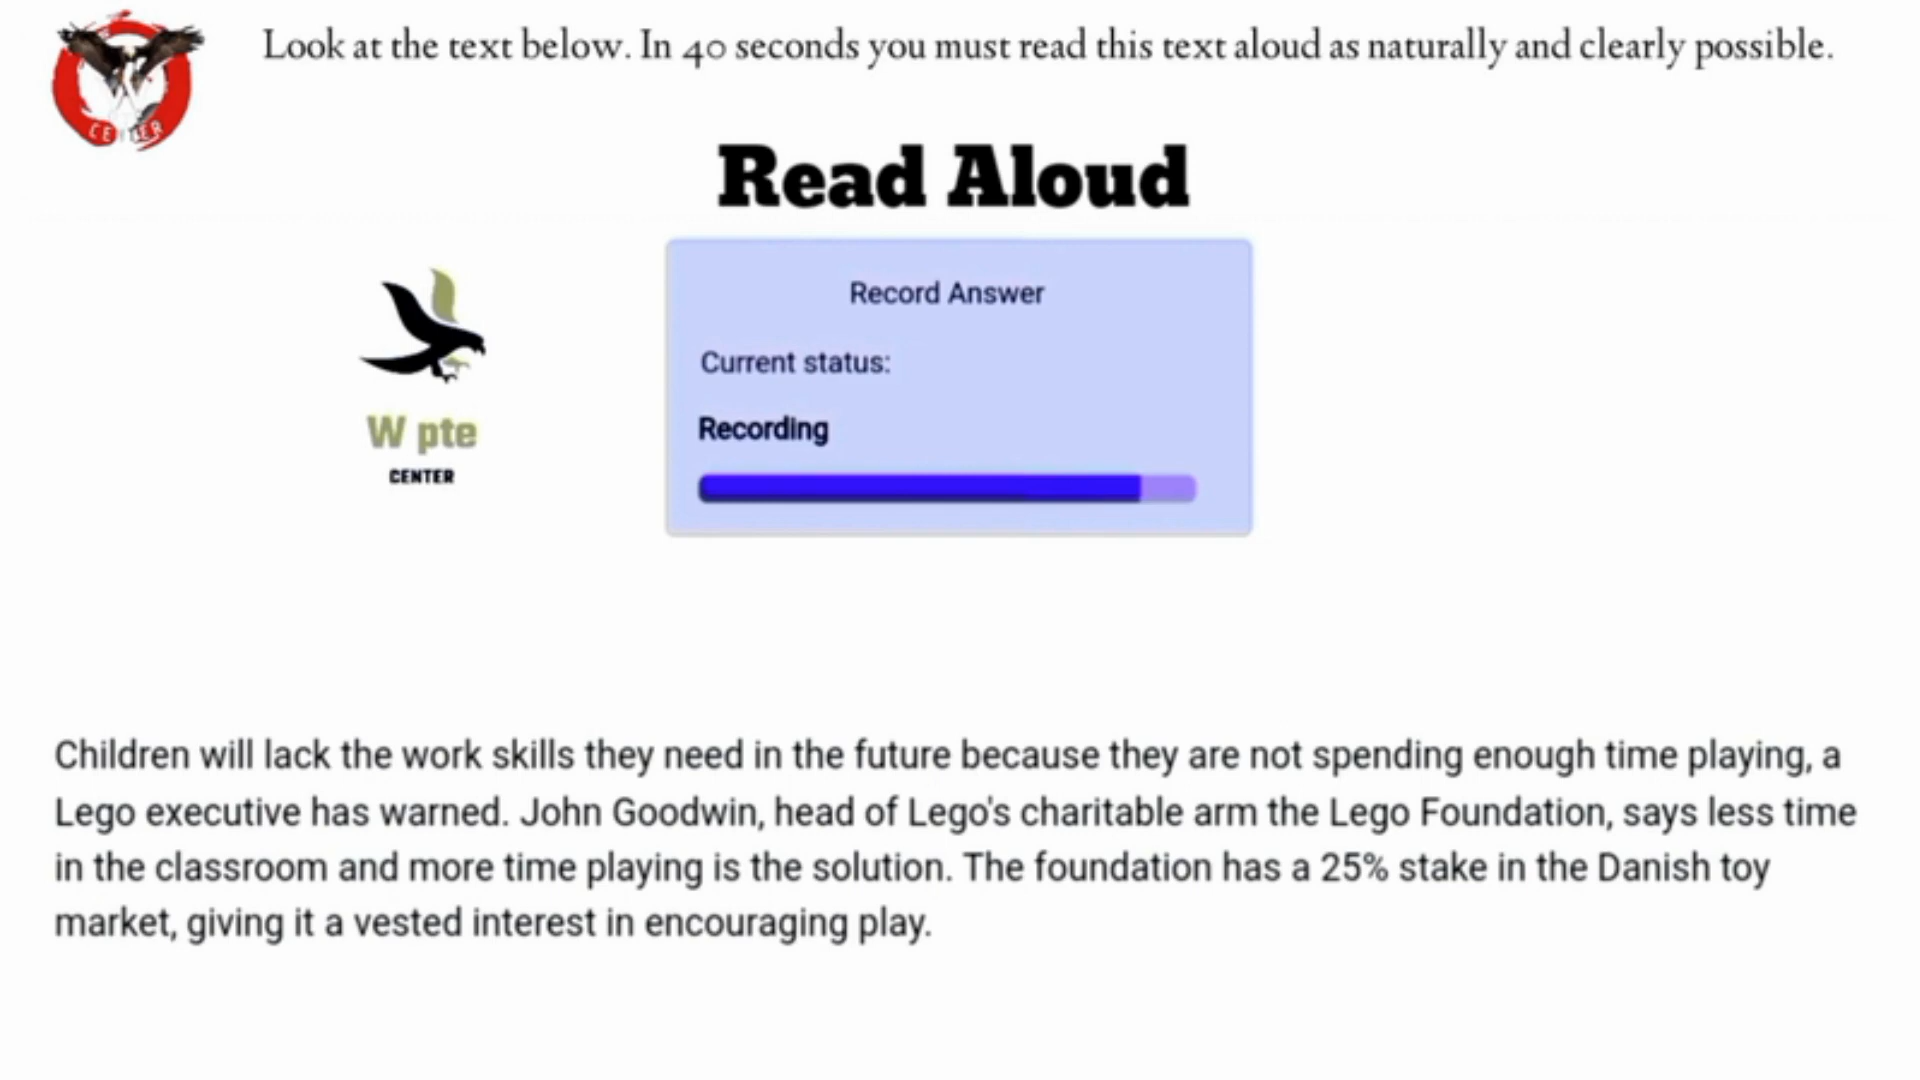 Look at the text below. In 40 seconds you must read this text aloud as naturally and clearly possible.
CENTER
Read Aloud
Record Answer
Current status:
Recording
W pte
CENTER
Children will lack the work skills they need in the future because they are not spending enough time playing, a
Lego executive has warned. John Goodwin, head of Lego's charitable arm the Lego Foundation, says less time
in the classroom and more time playing is the solution. The foundation has a 25% stake in the Danish toy
market, giving it a vested interest in encouraging play.